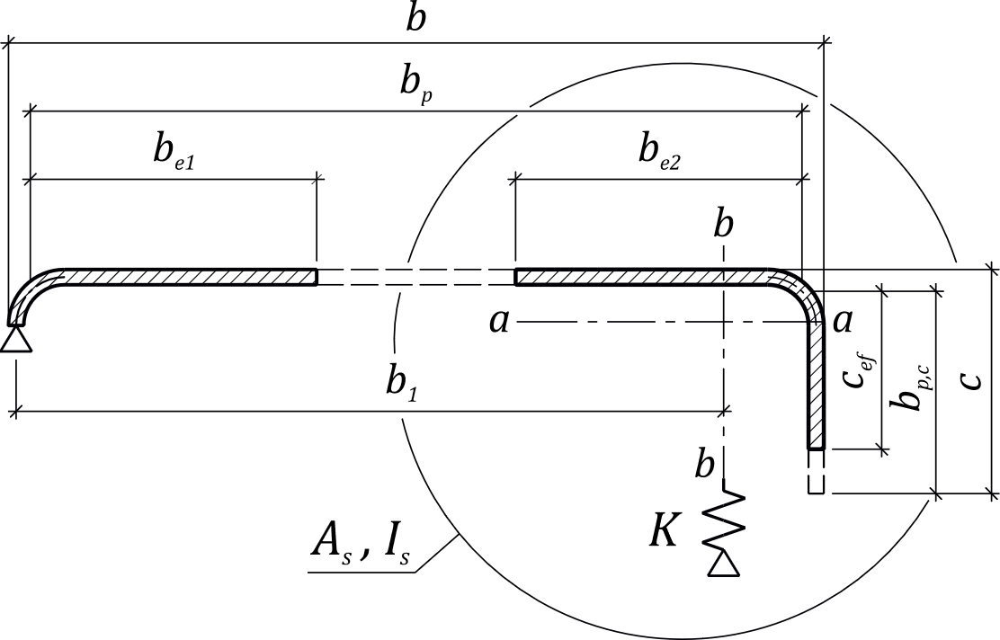 b
b_p
b_e1
b_e2
b
a
a
c_ef
b_p,c
c
b_1
b
K
A_s , I_s